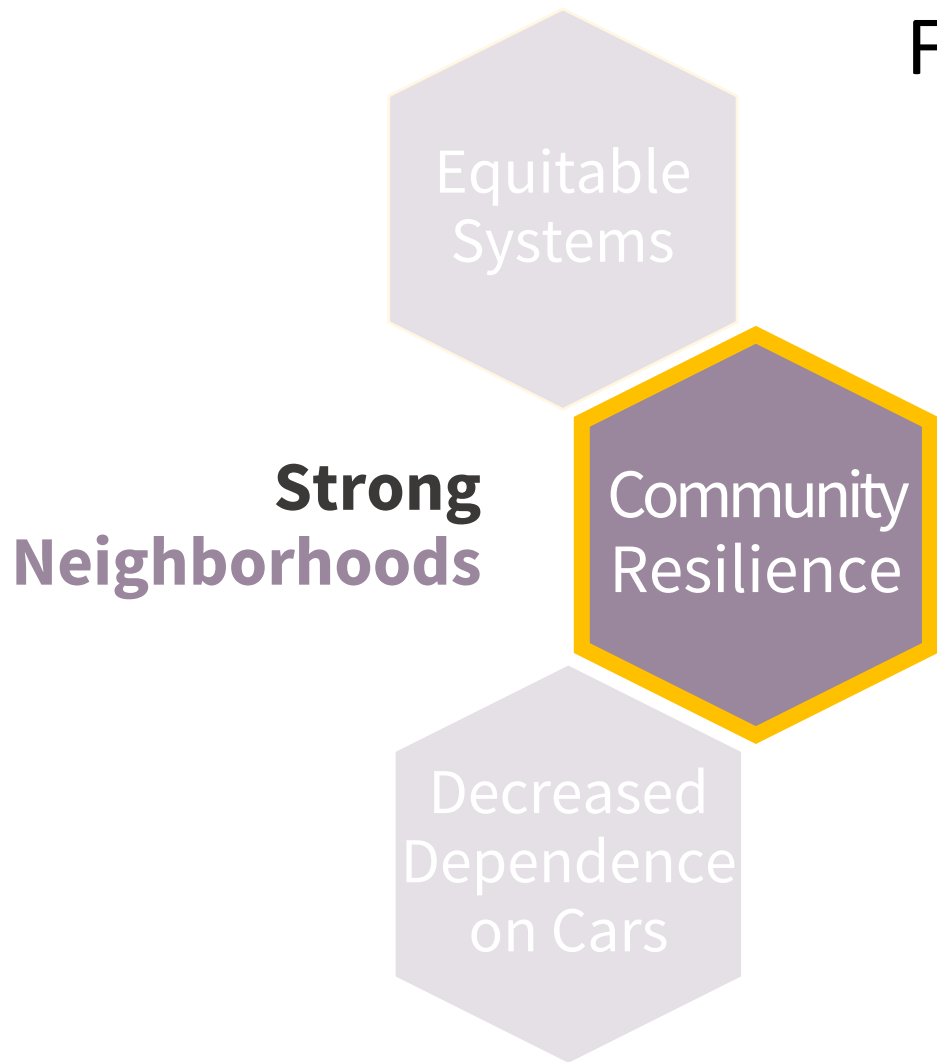 F
Equitable
Systems
Strong
Neighborhoods
Community
Resilience
Decreased
Dependence
on Cars